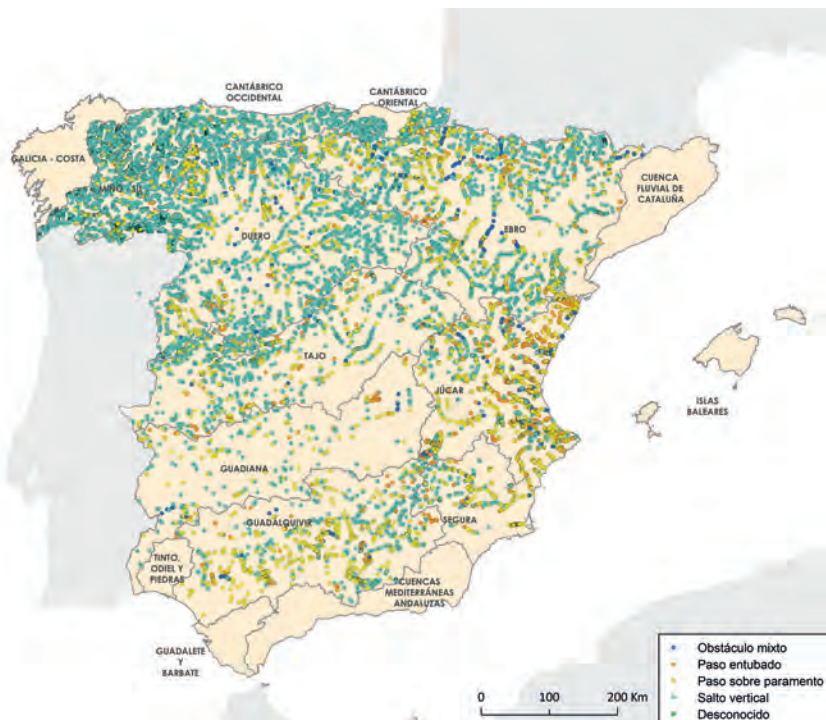 CANTÁBRICO
OCCIDENTAL
CANTÁBRICO
ORIENTAL
GALICIA - COSTA
MIÑO - SIL
CUENCA
FLUVIAL DE
CATALUÑA
DUERO
EBRO
TAJO
JÚCAR
ISLAS
BALEARES
GUADIANA
GUADALQUIVIR
SEGURA
TINTO,
ODIEL Y
PIEDRAS
CUENCAS
MEDITERRÁNEAS
ANDALUZAS
GUADALETE
Y
BARBATE
Obstáculo mixto
Paso entubado
Paso sobre paramento
Salto vertical
Desconocido
0 100 200 Km